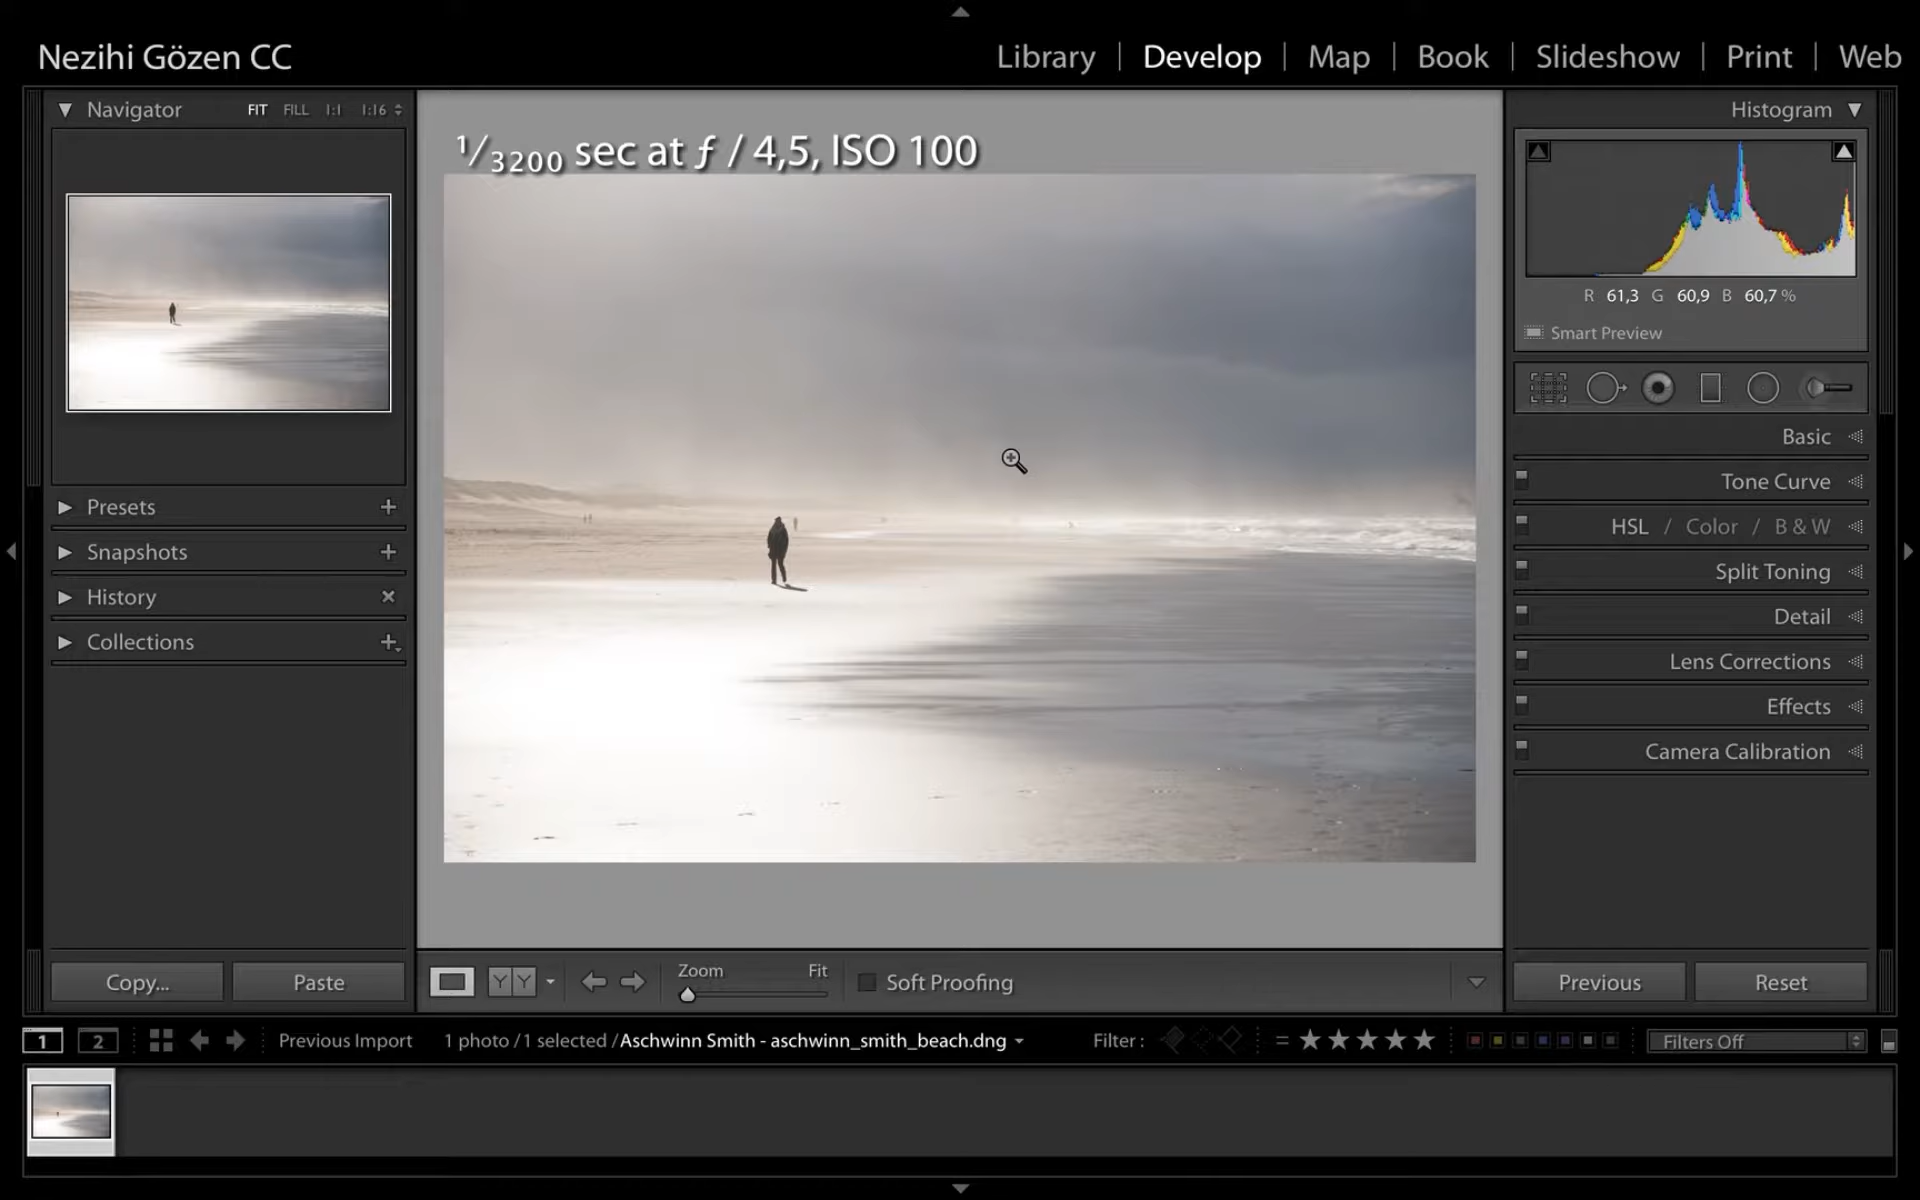 Nezihi Gözen CC
Library | Develop | Map | Book | Slideshow | Print | Web
Navigator FIT FILL 1:1 1:16
Histogram
1/3200 sec at ƒ / 4,5, ISO 100
R 61,3 G 60,9 B 60,7 %
Smart Preview
Basic
Tone Curve
HSL / Color / B & W
Split Toning
Detail
Lens Corrections
Effects
Camera Calibration
Presets
Snapshots
History
Collections
Copy... Paste
Y Y
Zoom Fit
Soft Proofing
Previous Reset
1 2 Previous Import 1 photo / 1 selected / Aschwinn Smith - aschwinn_smith_beach.dng Filter : Filters Off